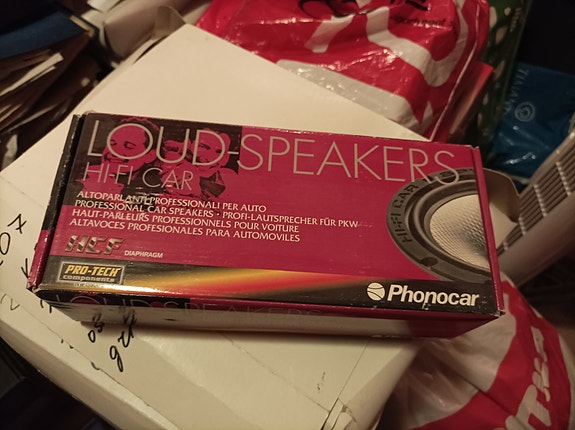 LOUD-SPEAKERS
HI-FI CAR
ALTOPARLANTI PROFESSIONALI PER AUTO
PROFESSIONAL CAR SPEAKERS • PROFI-LAUTSPRECHER FÜR PKW
HAUT-PARLEURS PROFESSIONNELS POUR VOITURE
ALTAVOCES PROFESIONALES PARA AUTOMOVILES
HI-FI CAR
HCF DIAPHRAGM
PRO-TECH
components
Phonocar
LOUD-SPEAKERS